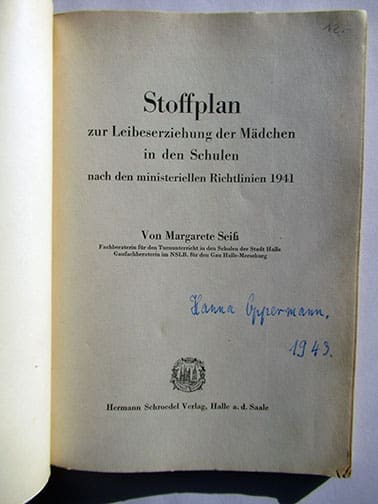 12.-
Stoffplan
zur Leibeserziehung der Mädchen
in den Schulen
nach den ministeriellen Richtlinien 1941
Von Margarete Seiß
Fachberaterin für den Turnunterricht in den Schulen der Stadt Halle
Gaufachberaterin im NSLB. für den Gau Halle-Merseburg
Hanna Oppermann.
1943.
Hermann Schroedel Verlag, Halle a. d. Saale